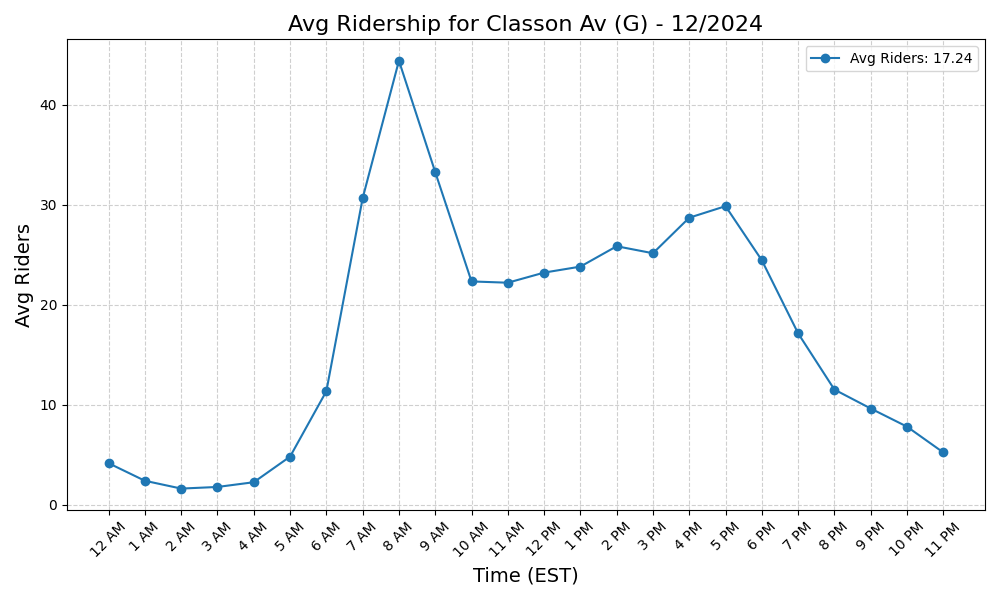 Avg Ridership for Classon Av (G) - 12/2024
Avg Riders: 17.24
Avg Riders
40
30
20
10
0
12 AM
1 AM
2 AM
3 AM
4 AM
5 AM
6 AM
7 AM
8 AM
9 AM
10 AM
11 AM
12 PM
1 PM
2 PM
3 PM
4 PM
5 PM
6 PM
7 PM
8 PM
9 PM
10 PM
11 PM
Time (EST)